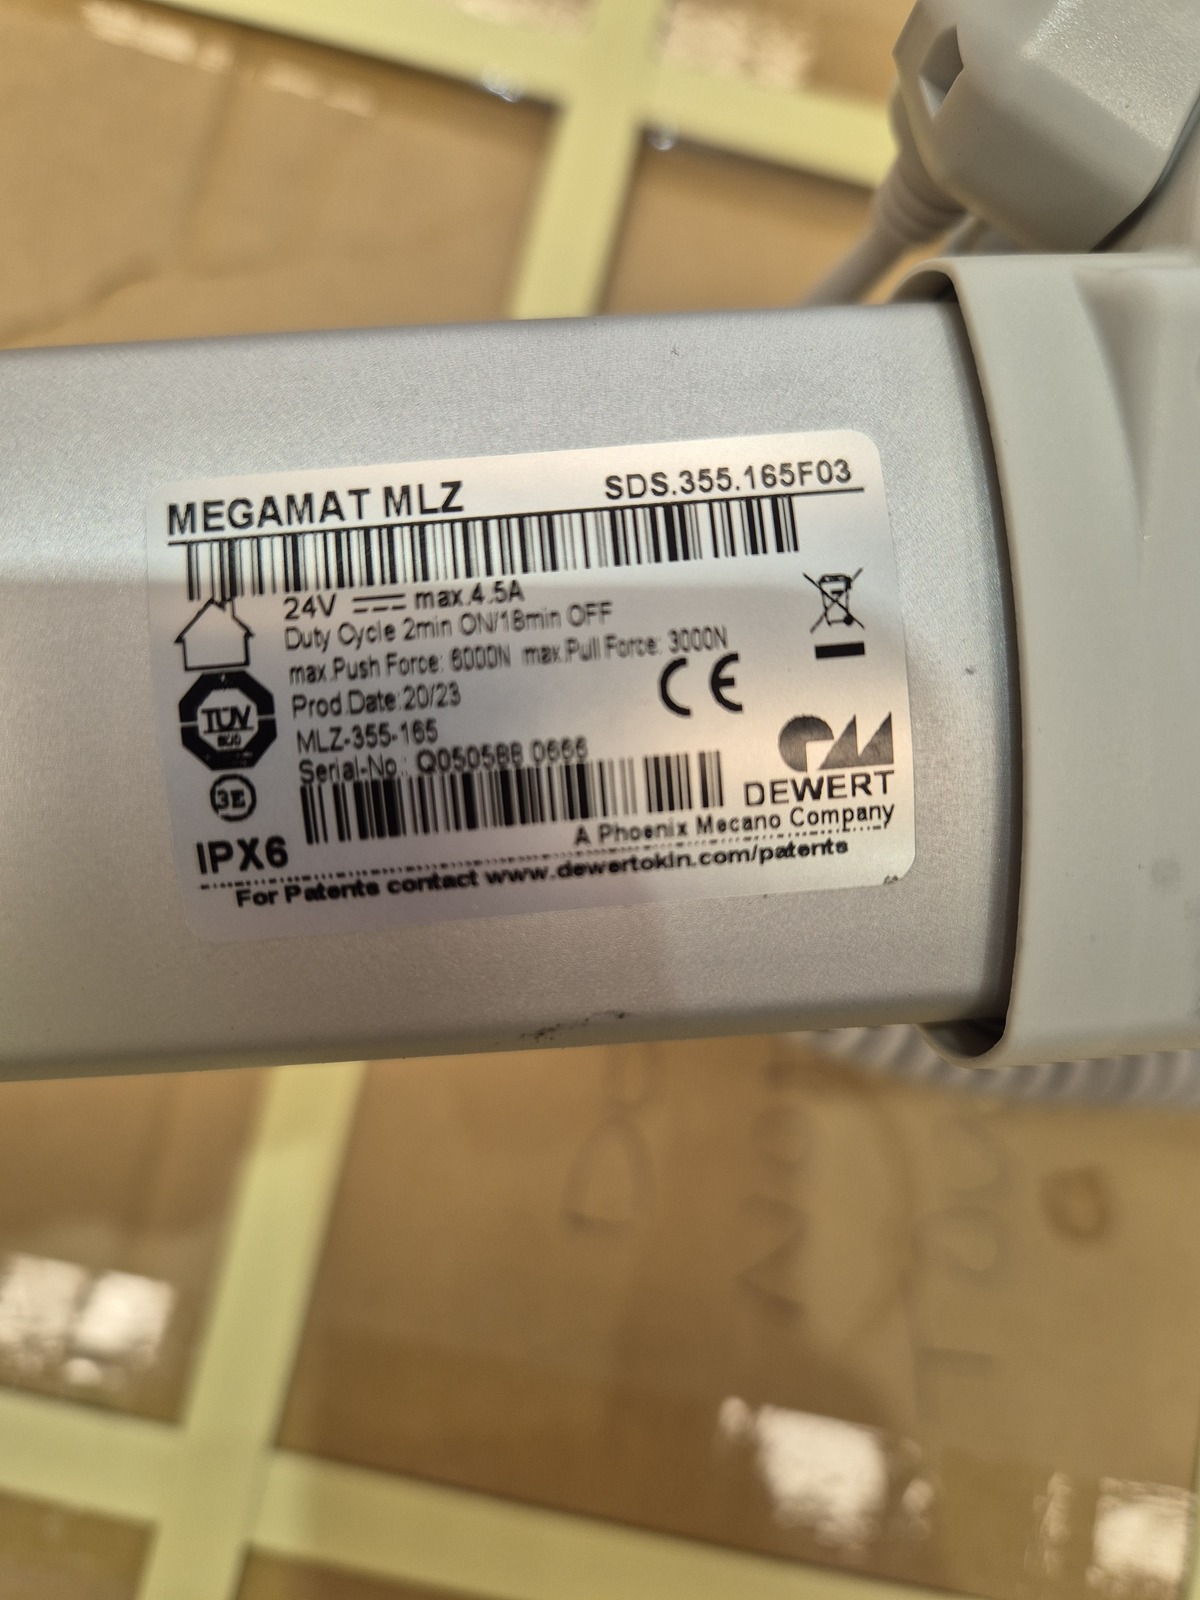 MEGAMAT MLZ SDS.355.165F03
24V max.4.5A
Duty Cycle 2min ON/18min OFF
max.Push Force: 6000N max.Pull Force: 3000N
Prod.Date:20/23
CE
MLZ-355-165
Serial-No.: Q050588 0666
TÜV
3E
IPX6
DEWERT
A Phoenix Mecano Company
For Patents contact www.dewertokin.com/patents